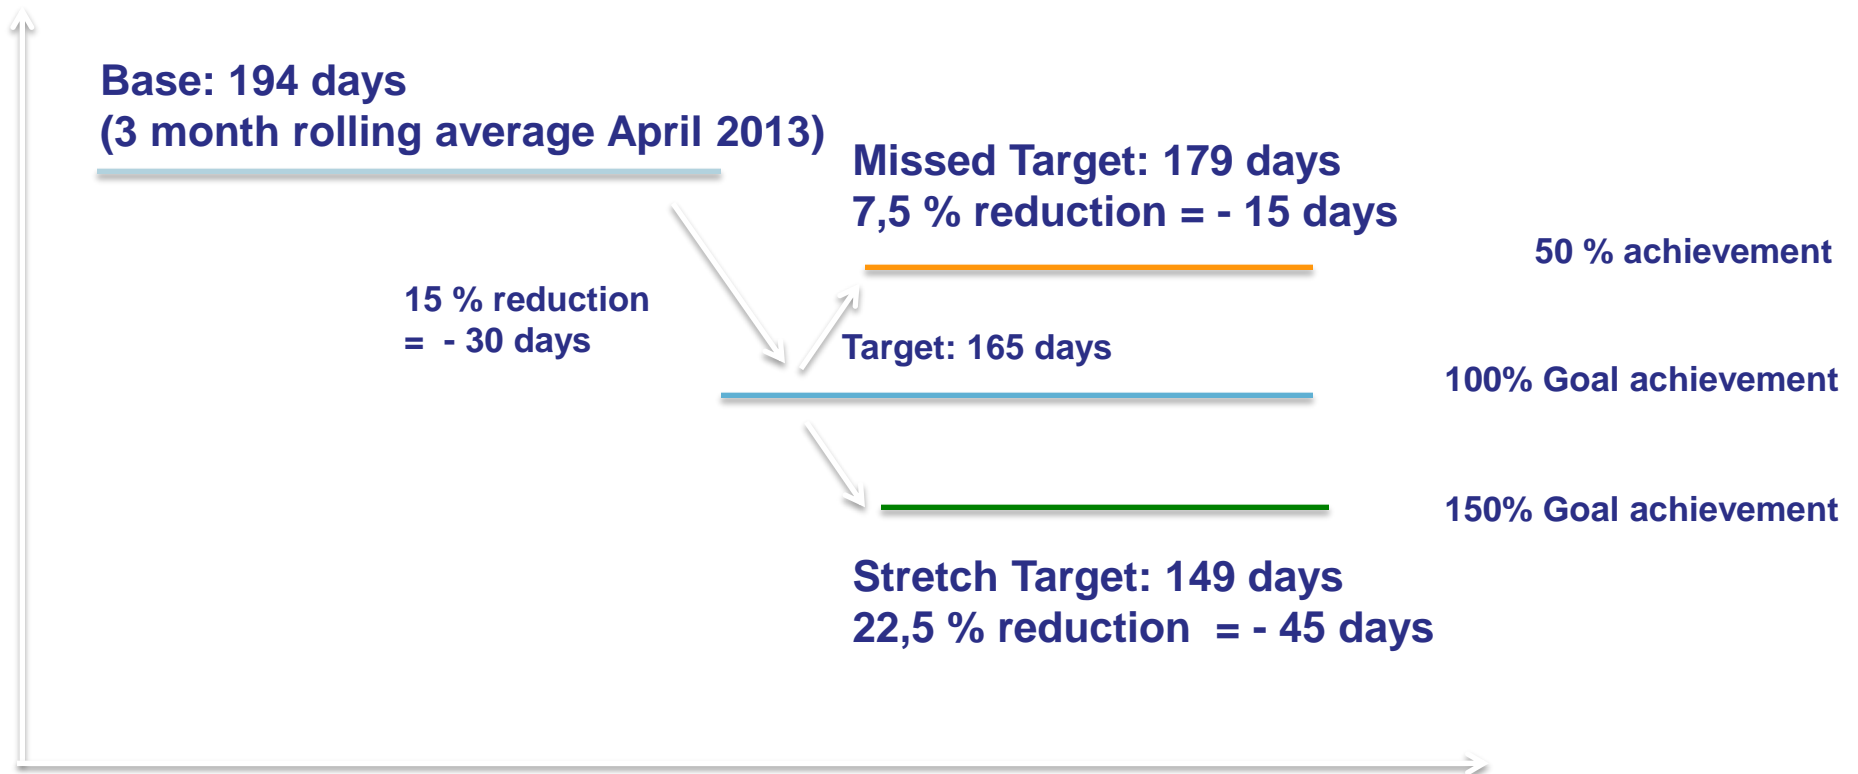 Base: 194 days
(3 month rolling average April 2013)
Missed Target: 179 days
7,5 % reduction = - 15 days
50 % achievement
15 % reduction
= - 30 days
Target: 165 days
100% Goal achievement
150% Goal achievement
Stretch Target: 149 days
22,5 % reduction = - 45 days